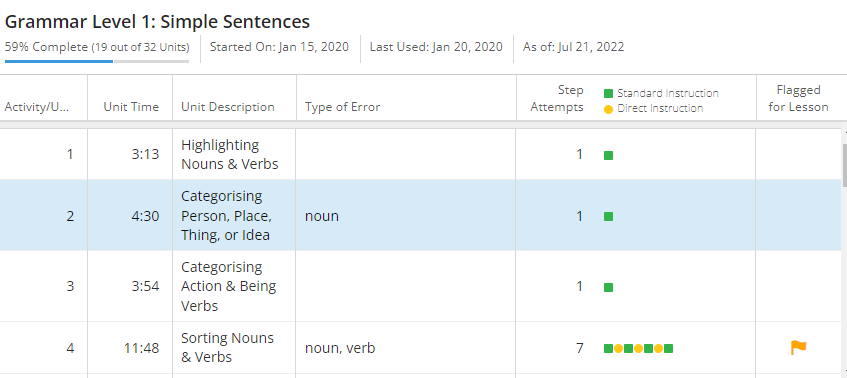 Grammar Level 1: Simple Sentences
59% Complete (19 out of 32 Units) Started On: Jan 15, 2020 Last Used: Jan 20, 2020 As of: Jul 21, 2022
Activity/U... Unit Time Unit Description Type of Error Step Attempts Standard Instruction Direct Instruction Flagged for Lesson
1 3:13 Highlighting
Nouns & Verbs
1
2 4:30 Categorising
Person, Place,
Thing, or Idea
noun 1
3 3:54 Categorising
Action & Being
Verbs
1
4 11:48 Sorting Nouns
& Verbs
noun, verb 7